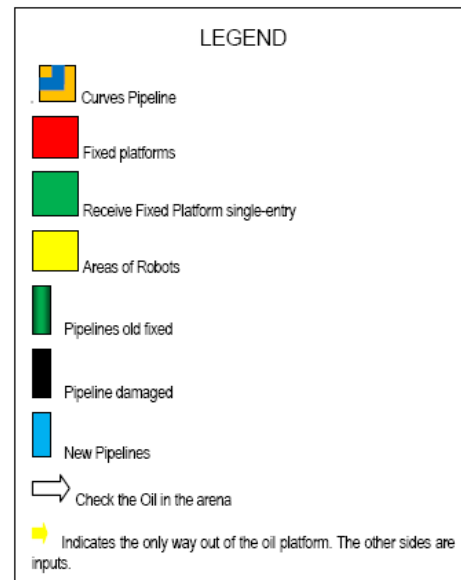 LEGEND
Curves Pipeline
Fixed platforms
Receive Fixed Platform single-entry
Areas of Robots
Pipelines old fixed
Pipeline damaged
New Pipelines
Check the Oil in the arena
Indicates the only way out of the oil platform. The other sides are
inputs.